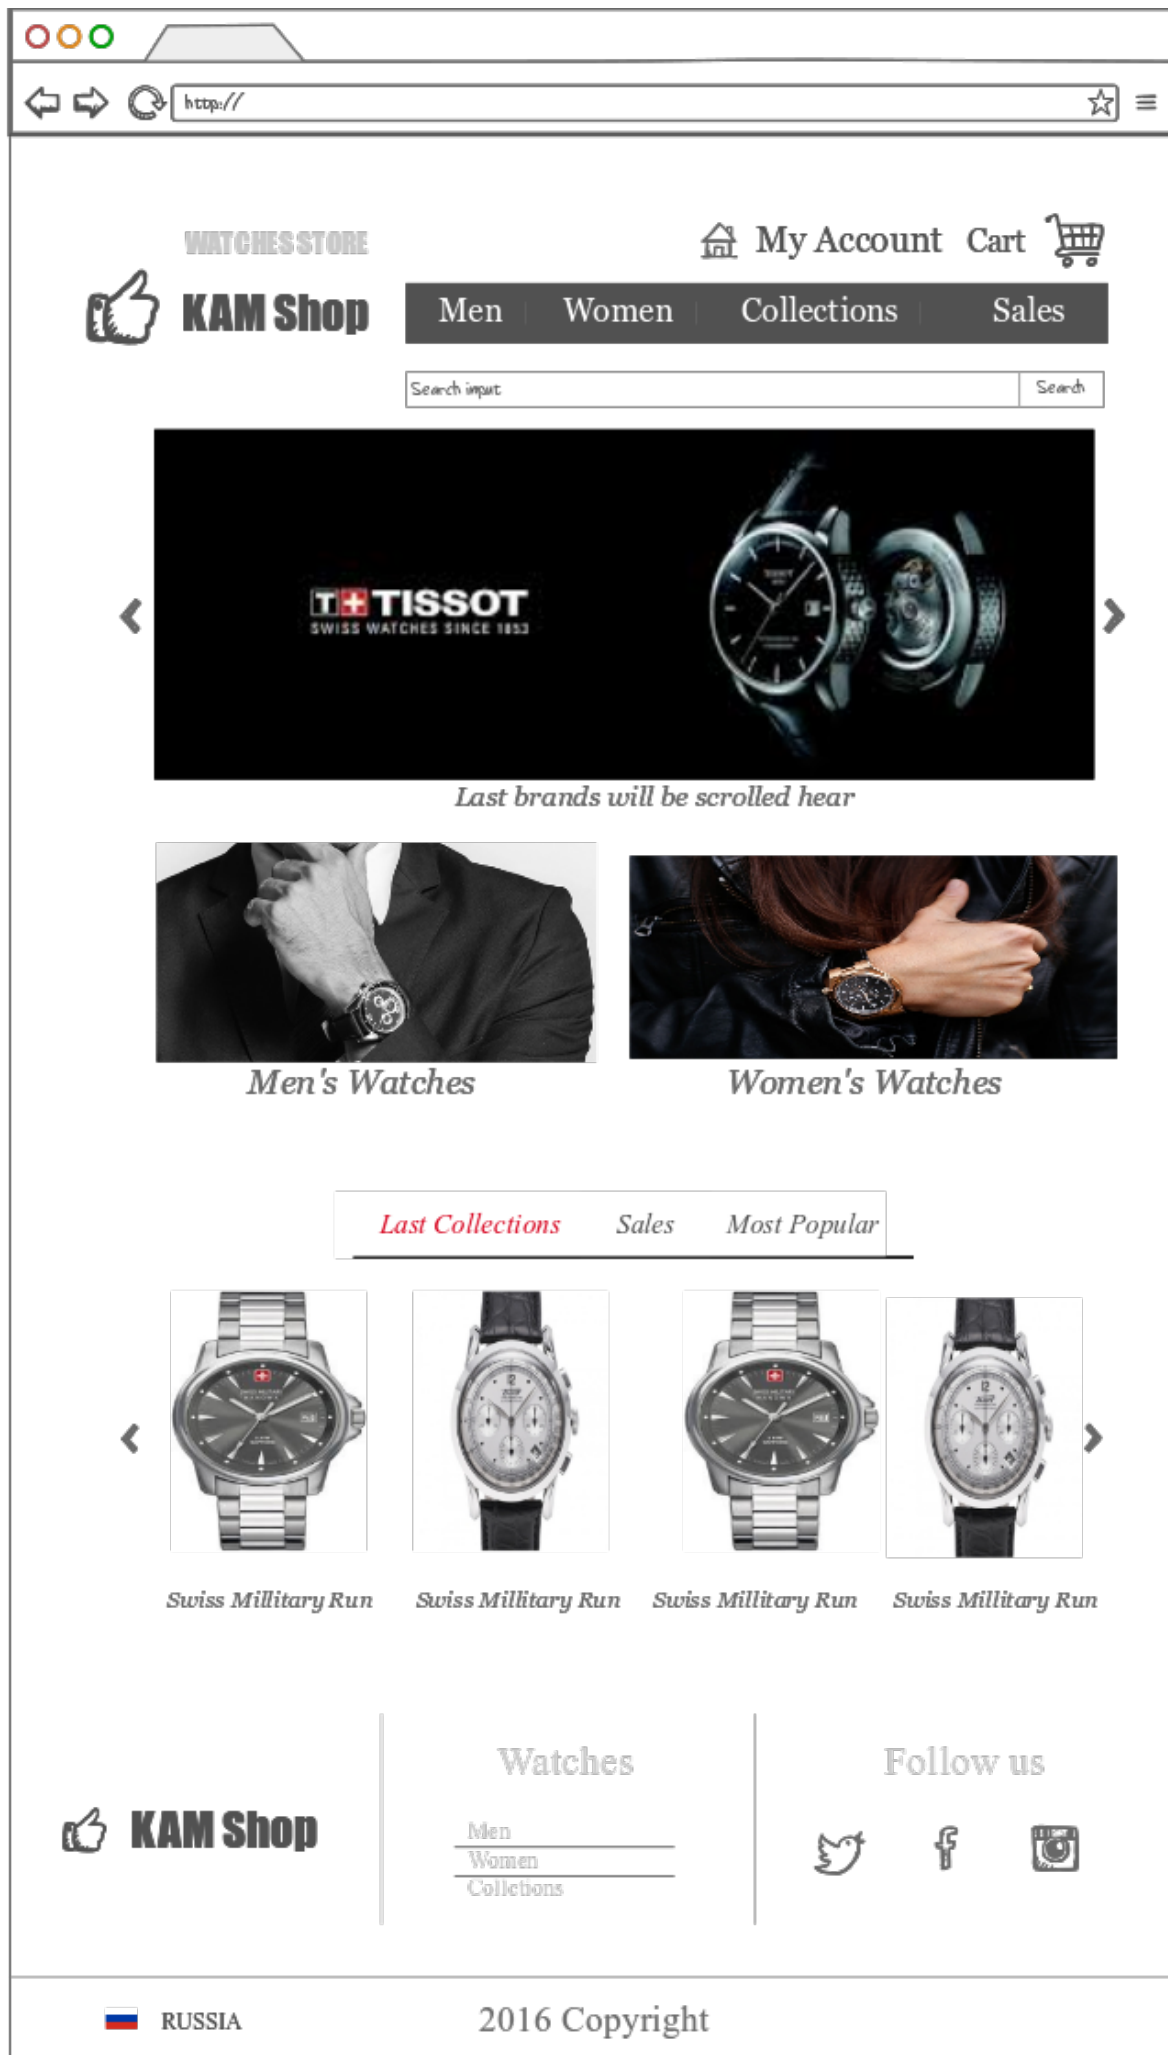 http://
WATCHES STORE
My Account Cart
KAM Shop
Men Women Collections Sales
Search input Search
T+ TISSOT
SWISS WATCHES SINCE 1853
Last brands will be scrolled hear
Men's Watches Women's Watches
Last Collections Sales Most Popular
Swiss Millitary Run Swiss Millitary Run Swiss Millitary Run Swiss Millitary Run
Watches Follow us
KAM Shop
Men
Women
Colletions
RUSSIA 2016 Copyright